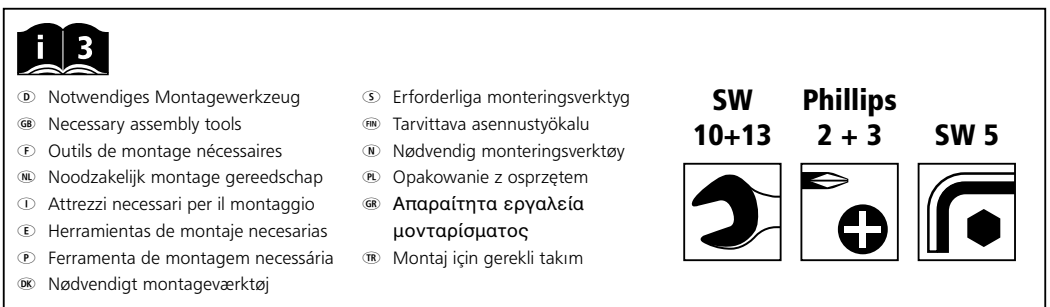 i 3
D Notwendiges Montagewerkzeug
GB Necessary assembly tools
F Outils de montage nécessaires
NL Noodzakelijk montage gereedschap
I Attrezzi necessari per il montaggio
E Herramientas de montaje necesarias
P Ferramenta de montagem necessária
DK Nødvendigt montageværktøj
S Erforderliga monteringsverktyg
FIN Tarvittava asennustyökalu
N Nødvendig monteringsverktøy
PL Opakowanie z osprzętem
GR Απαραίτητα εργαλεία
μονταρίσματος
TR Montaj için gerekli takım
SW
10+13
Phillips
2 + 3
SW 5